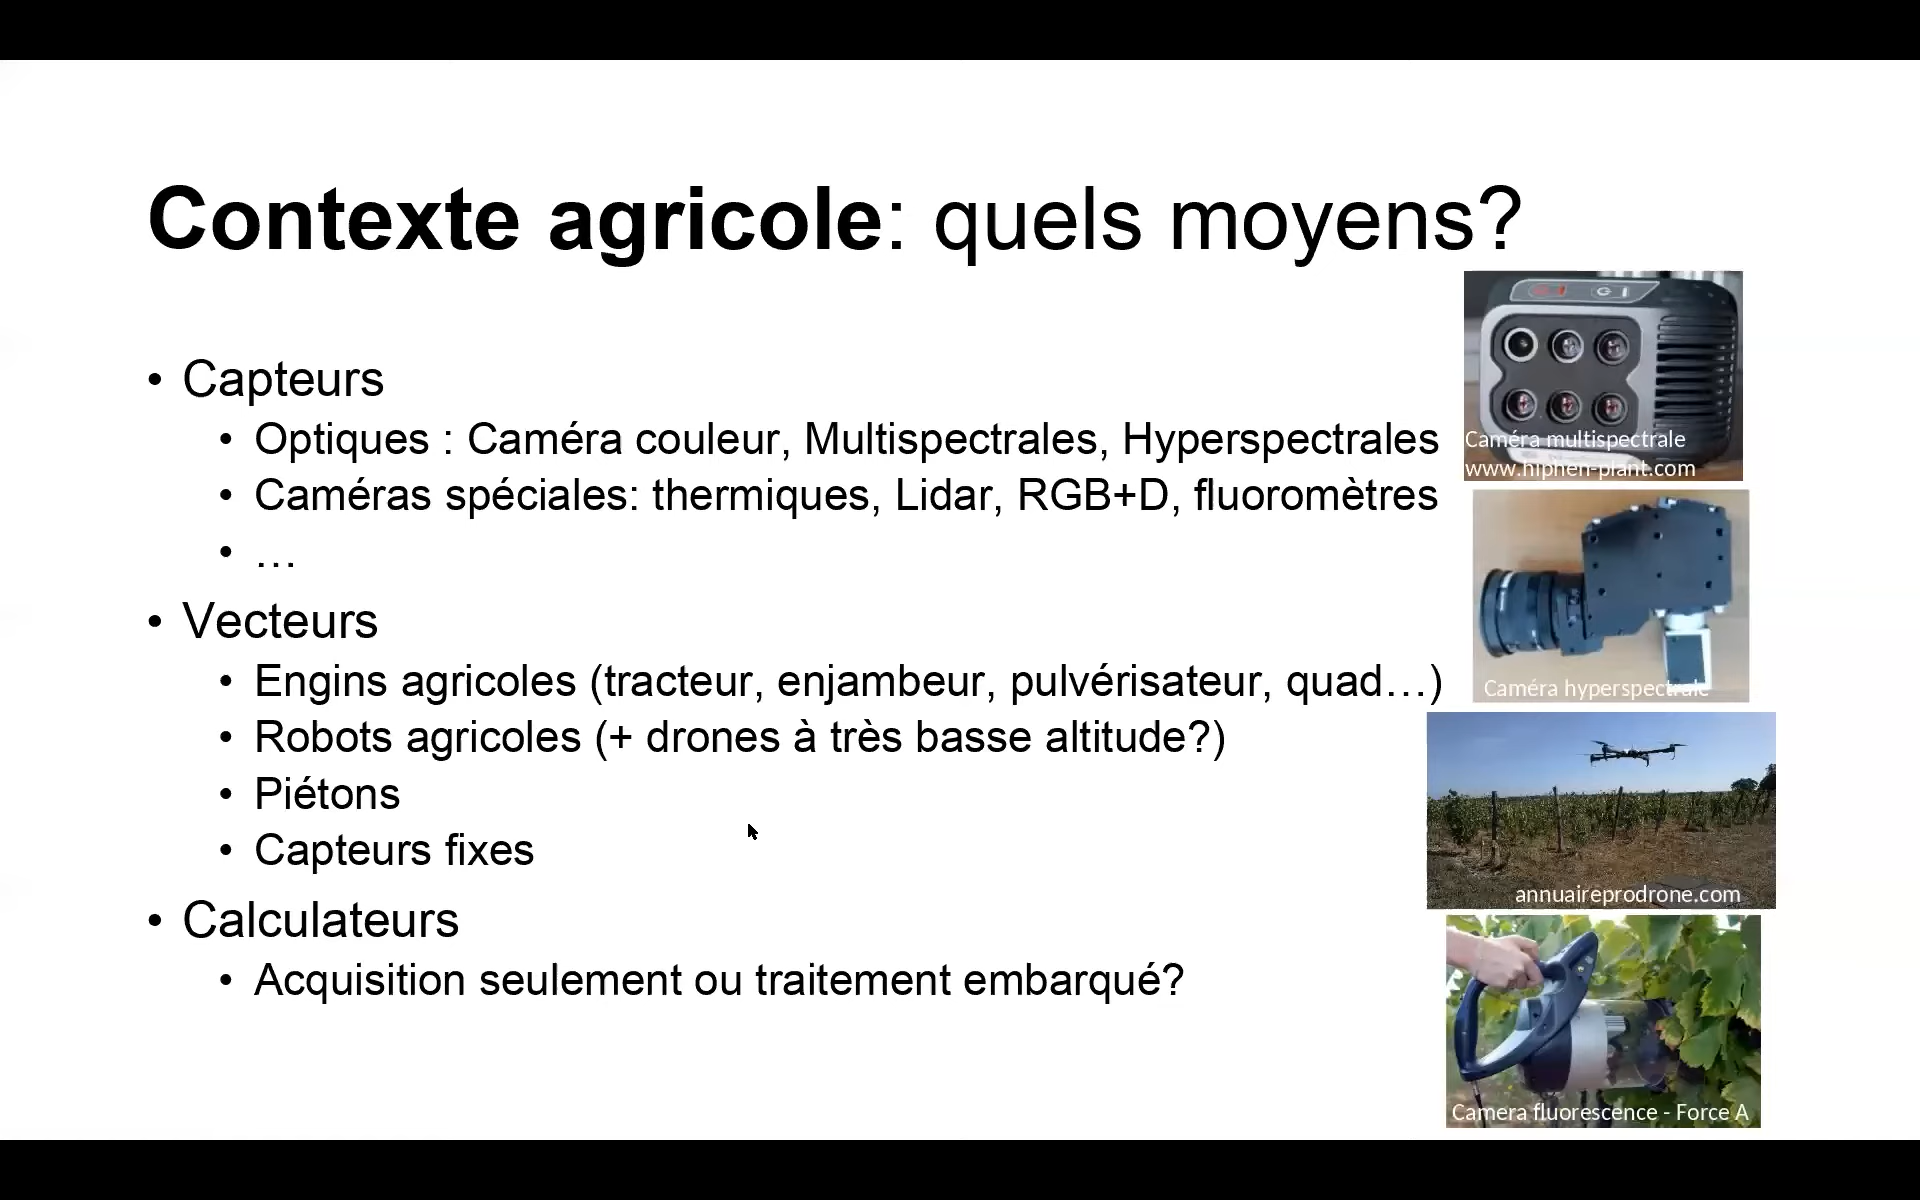 Contexte agricole: quels moyens?
• Capteurs
• Optiques : Caméra couleur, Multispectrales, Hyperspectrales
• Caméras spéciales: thermiques, Lidar, RGB+D, fluoromètres
• …
• Vecteurs
• Engins agricoles (tracteur, enjambeur, pulvérisateur, quad…)
• Robots agricoles (+ drones à très basse altitude?)
• Piétons
• Capteurs fixes
• Calculateurs
• Acquisition seulement ou traitement embarqué?
Caméra multispectrale
www.hiphen-plant.com
Caméra hyperspectrale
annuaireprodrone.com
Camera fluorescence - Force A